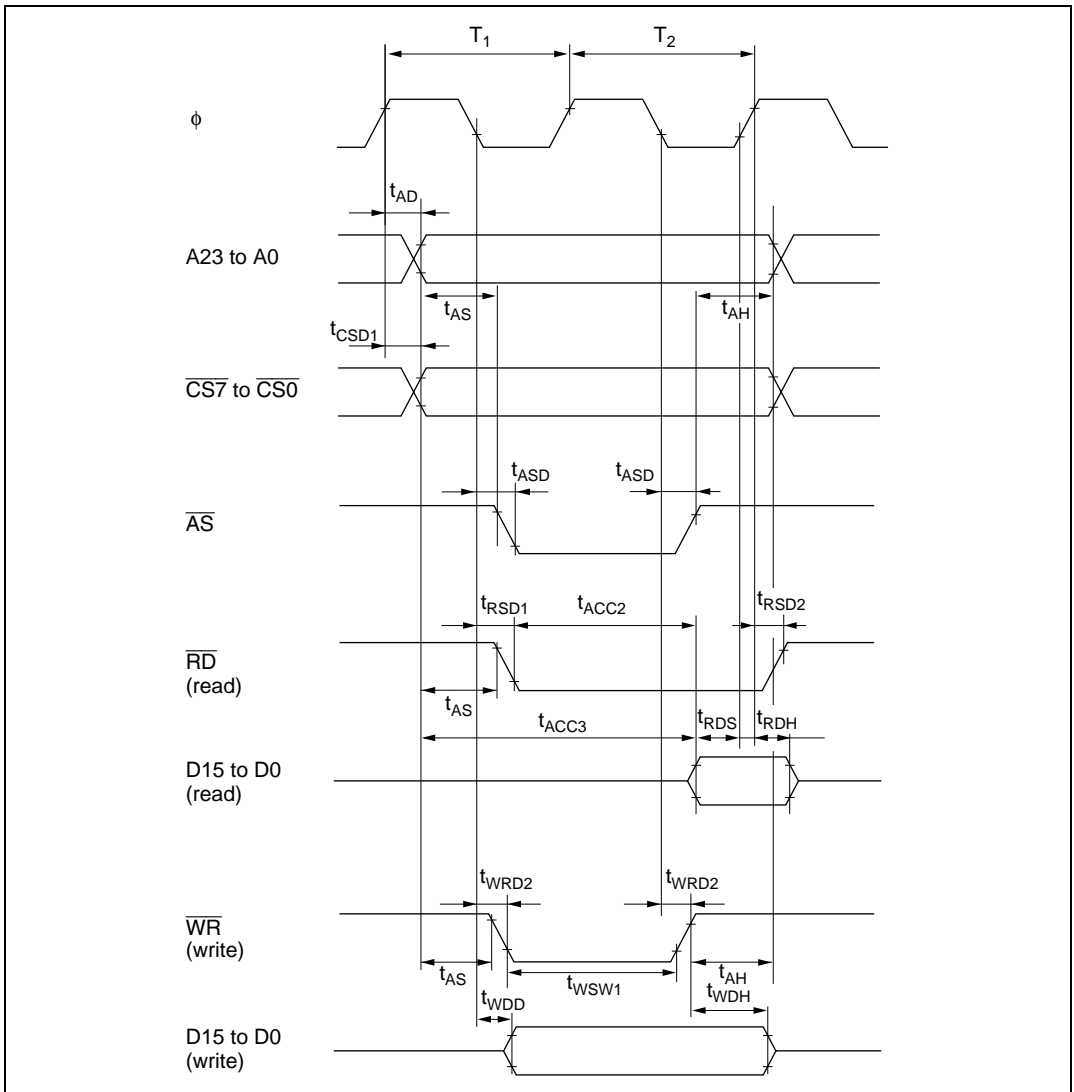 T1 T2
φ
tAD
A23 to A0
tAS tAH
tCSD1
CS7 to CS0
tASD tASD
AS
tRSD1 tACC2 tRSD2
RD
(read)
tAS
tACC3 tRDS tRDH
D15 to D0
(read)
tWRD2 tWRD2
WR
(write)
tAS tWSW1 tAH
tWDD tWDH
D15 to D0
(write)